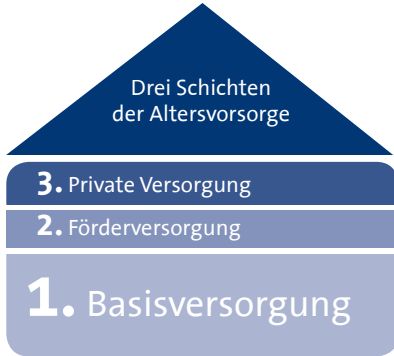 Drei Schichten
der Altersvorsorge
3. Private Versorgung
2. Förderversorgung
1. Basisversorgung